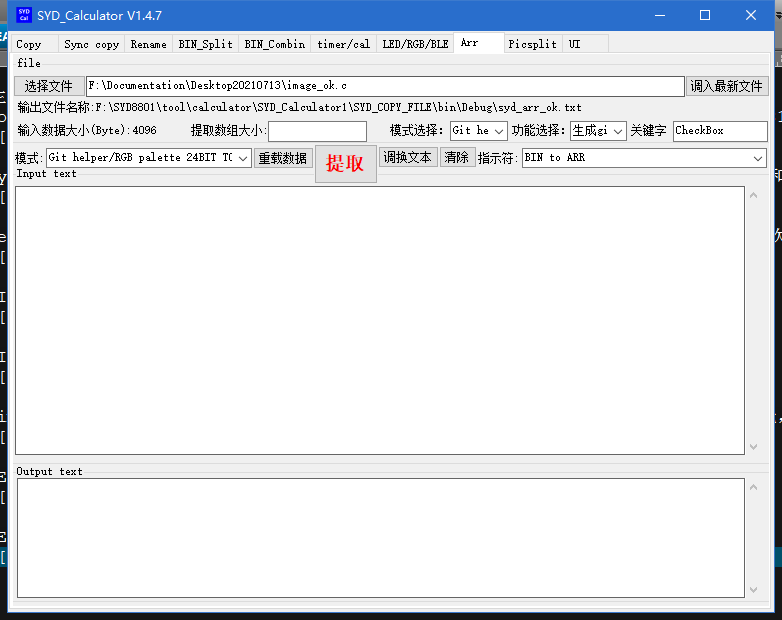 SYD Cal SYD_Calculator V1.4.7
Copy Sync copy Rename BIN_Split BIN_Combin timer/cal LED/RGB/BLE Arr Picsplit UI
file
选择文件 F:\Documentation\Desktop20210713\image_ok.c 调入最新文件
输出文件名称:F:\SYD8801\tool\calculator\SYD_Calculator1\SYD_COPY_FILE\bin\Debug\syd_arr_ok.txt
输入数据大小(Byte):4096 提取数组大小: 模式选择: Git he 功能选择: 生成gi 关键字 CheckBox
模式: Git helper/RGB palette 24BIT TO 重载数据 提取 调换文本 清除 指示符: BIN to ARR
Input text
Output text